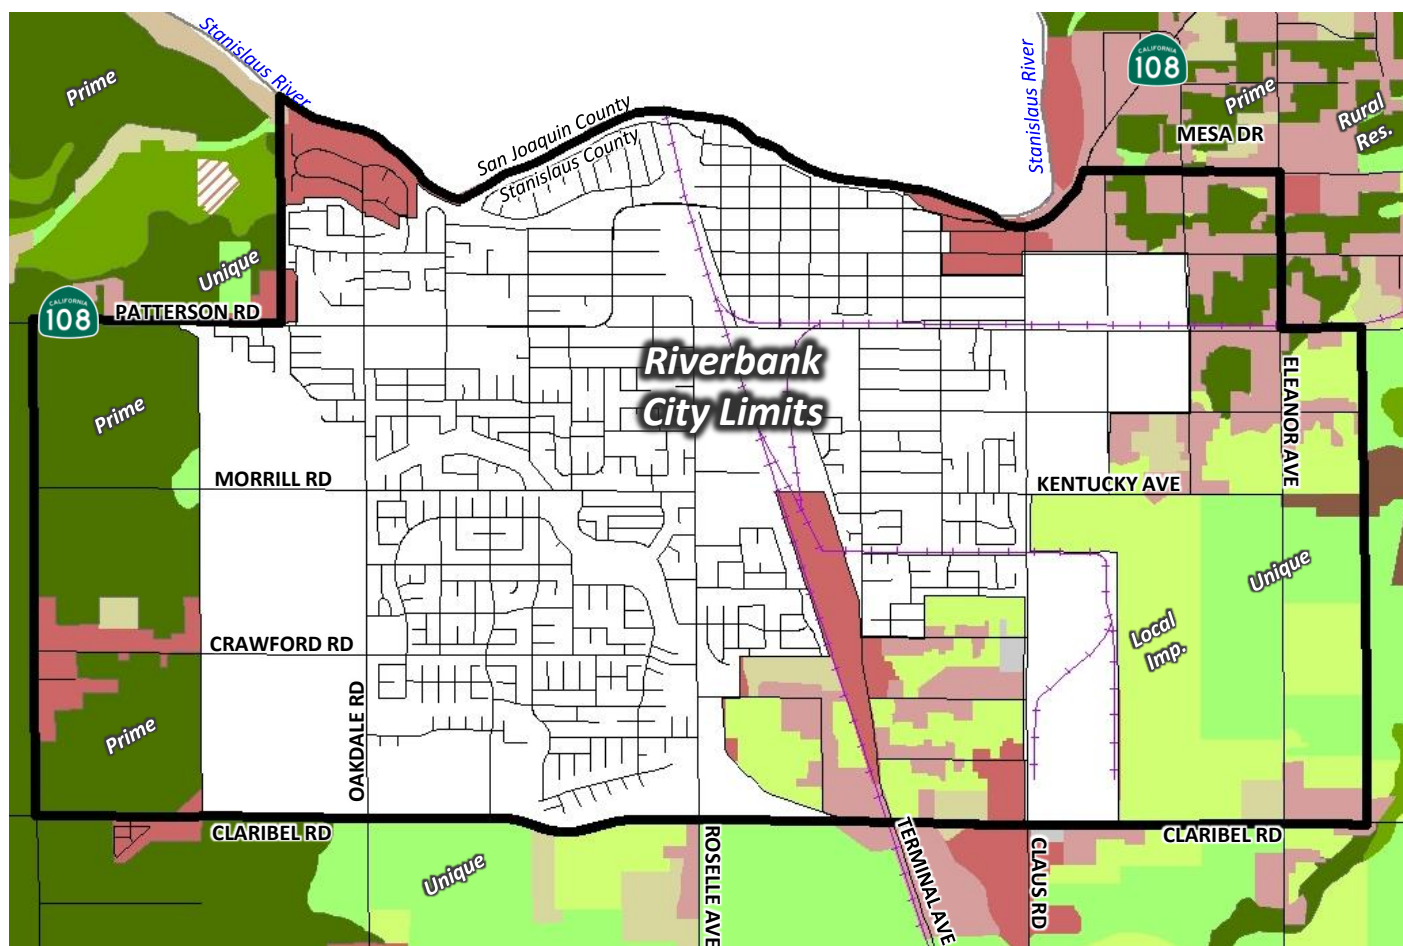 Stanislaus River
Prime
San Joaquin County
Stanislaus County
Stanislaus River
CALIFORNIA
108
Prime
Rural
Res.
MESA DR
Unique
CALIFORNIA
108
PATTERSON RD
Riverbank
City Limits
ELEANOR AVE
Prime
MORRILL RD
KENTUCKY AVE
Unique
Local
Imp.
CRAWFORD RD
OAKDALE RD
Prime
CLARIBEL RD
CLARIBEL RD
Unique
ROSELLE AVE
TERMINAL AVE
CLAUS RD